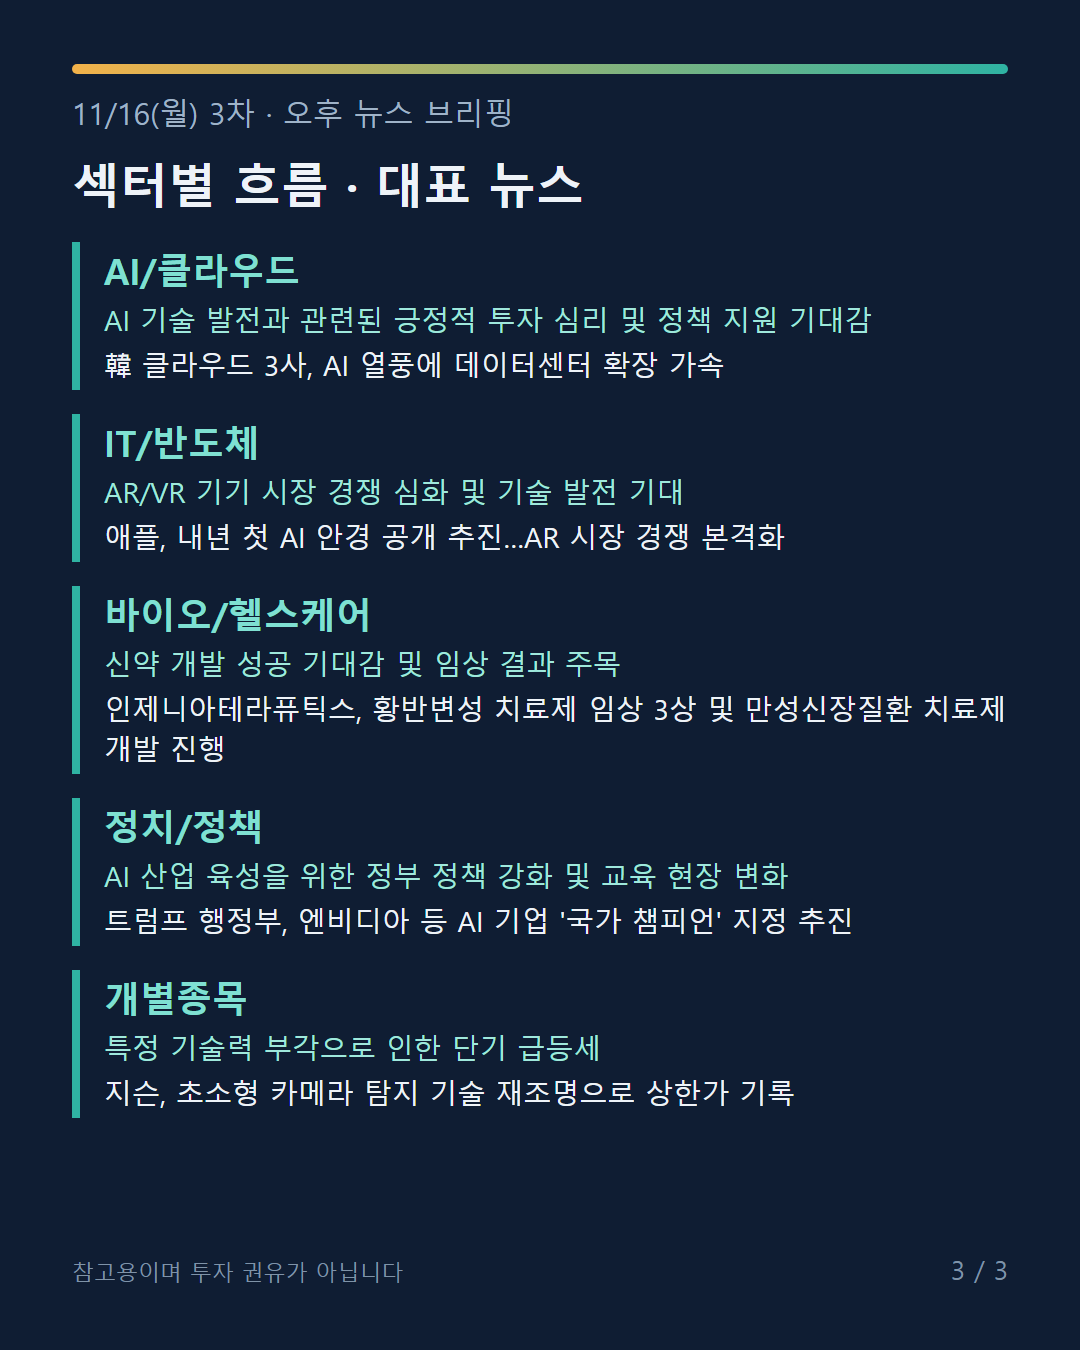 11/16(월) 3차 · 오후 뉴스 브리핑
섹터별 흐름 · 대표 뉴스
AI/클라우드
AI 기술 발전과 관련된 긍정적 투자 심리 및 정책 지원 기대감
韓 클라우드 3사, AI 열풍에 데이터센터 확장 가속
IT/반도체
AR/VR 기기 시장 경쟁 심화 및 기술 발전 기대
애플, 내년 첫 AI 안경 공개 추진...AR 시장 경쟁 본격화
바이오/헬스케어
신약 개발 성공 기대감 및 임상 결과 주목
인제니아테라퓨틱스, 황반변성 치료제 임상 3상 및 만성신장질환 치료제
개발 진행
정치/정책
AI 산업 육성을 위한 정부 정책 강화 및 교육 현장 변화
트럼프 행정부, 엔비디아 등 AI 기업 '국가 챔피언' 지정 추진
개별종목
특정 기술력 부각으로 인한 단기 급등세
지슨, 초소형 카메라 탐지 기술 재조명으로 상한가 기록
참고용이며 투자 권유가 아닙니다
3 / 3